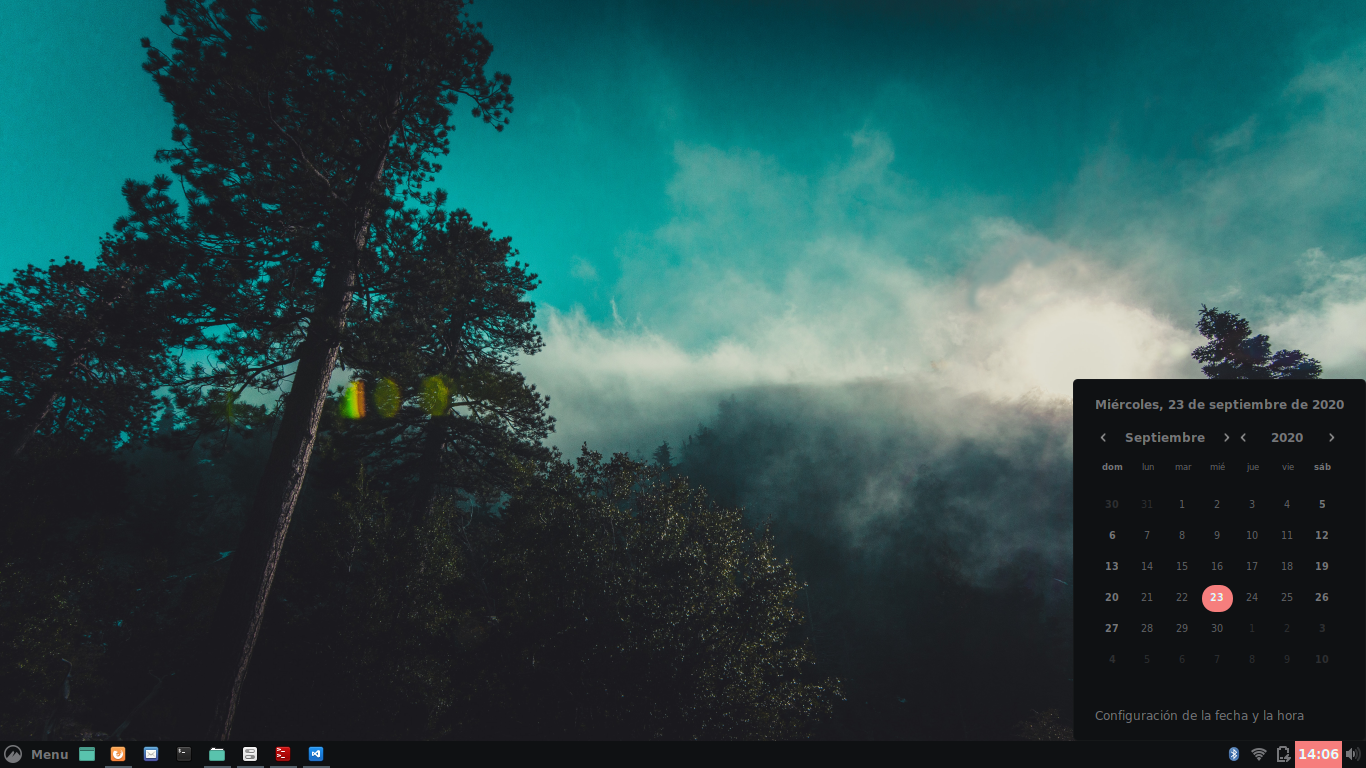 Miércoles, 23 de septiembre de 2020
Septiembre 2020
dom lun mar mié jue vie sáb
30 31 1 2 3 4 5
6 7 8 9 10 11 12
13 14 15 16 17 18 19
20 21 22 23 24 25 26
27 28 29 30 1 2 3
4 5 6 7 8 9 10
Configuración de la fecha y la hora
Menu 14:06